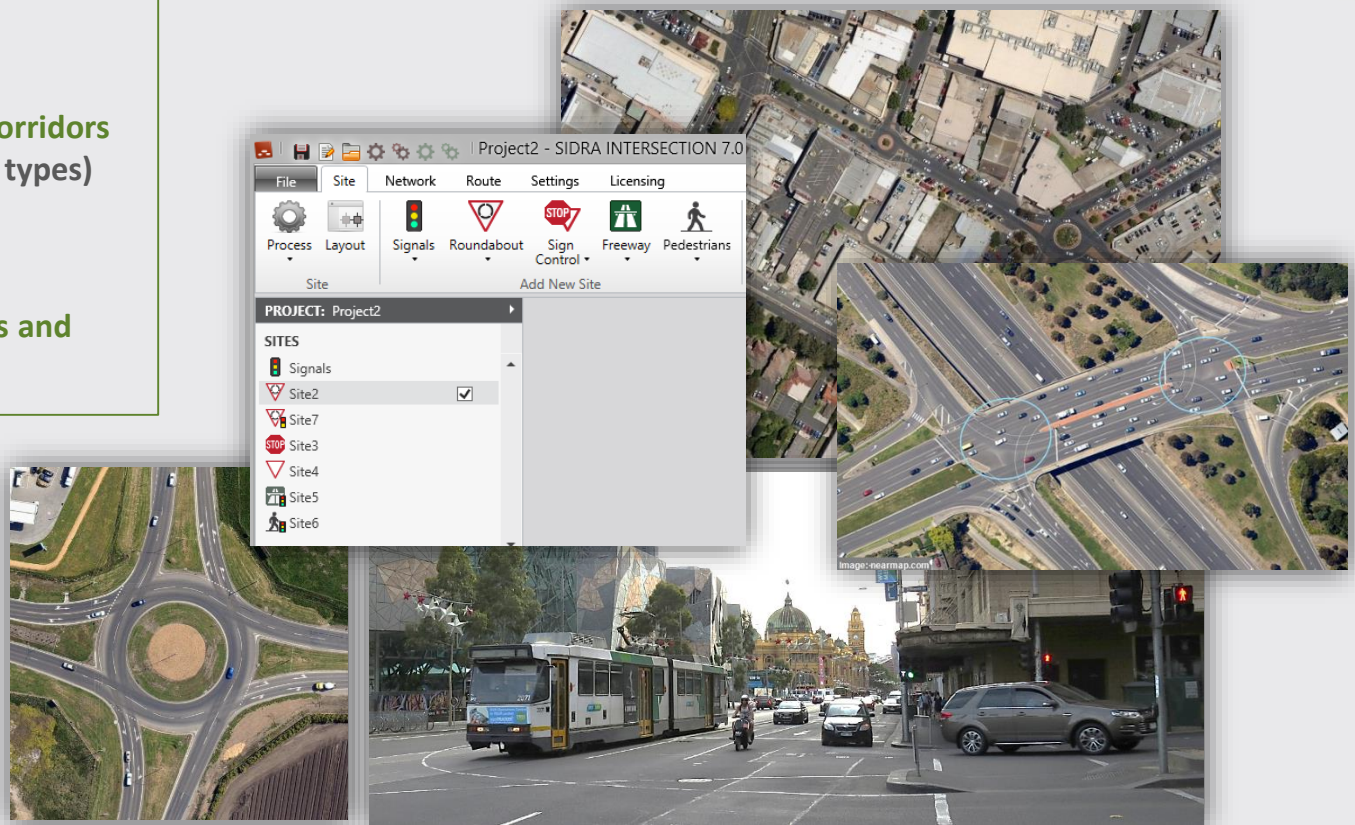 orridors
types)
s and
Project2 - SIDRA INTERSECTION 7.0
File Site Network Route Settings Licensing
Process Layout Signals Roundabout Sign Control Freeway Pedestrians
Site Add New Site
PROJECT: Project2
SITES
Signals
Site2
Site7
STOP Site3
Site4
Site5
Site6
STOP
Image:-nearmap.com
2071